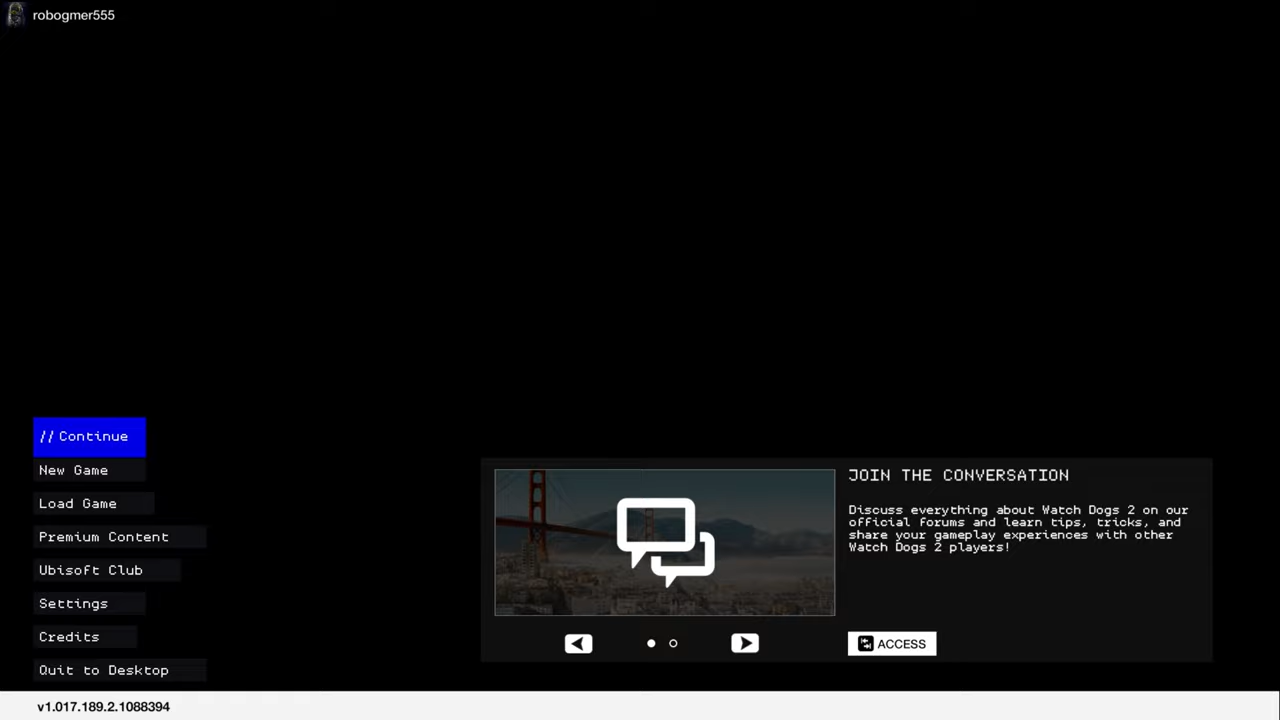 robogmer555
// Continue
New Game
Load Game
Premium Content
Ubisoft Club
Settings
Credits
Quit to Desktop
JOIN THE CONVERSATION
Discuss everything about Watch Dogs 2 on our
official forums and learn tips, tricks, and
share your gameplay experiences with other
Watch Dogs 2 players!
ACCESS
v1.017.189.2.1088394